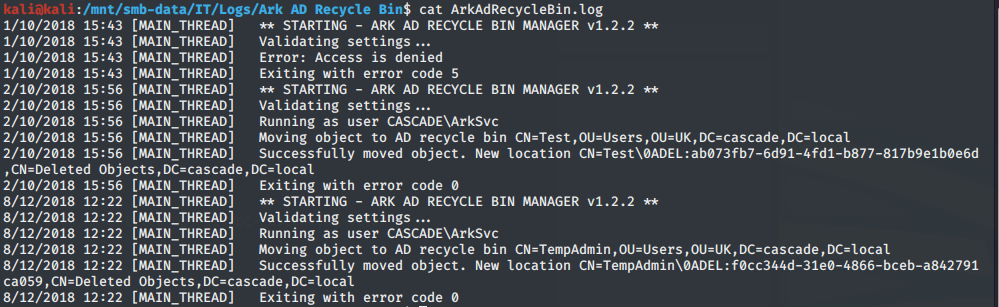 kali@kali:/mnt/smb-data/IT/Logs/Ark AD Recycle Bin$ cat ArkAdRecycleBin.log
1/10/2018 15:43 [MAIN_THREAD]   ** STARTING - ARK AD RECYCLE BIN MANAGER v1.2.2 **
1/10/2018 15:43 [MAIN_THREAD]   Validating settings...
1/10/2018 15:43 [MAIN_THREAD]   Error: Access is denied
1/10/2018 15:43 [MAIN_THREAD]   Exiting with error code 5
2/10/2018 15:56 [MAIN_THREAD]   ** STARTING - ARK AD RECYCLE BIN MANAGER v1.2.2 **
2/10/2018 15:56 [MAIN_THREAD]   Validating settings...
2/10/2018 15:56 [MAIN_THREAD]   Running as user CASCADE\ArkSvc
2/10/2018 15:56 [MAIN_THREAD]   Moving object to AD recycle bin CN=Test,OU=Users,OU=UK,DC=cascade,DC=local
2/10/2018 15:56 [MAIN_THREAD]   Successfully moved object. New location CN=Test\0ADEL:ab073fb7-6d91-4fd1-b877-817b9e1b0e6d
,CN=Deleted Objects,DC=cascade,DC=local
2/10/2018 15:56 [MAIN_THREAD]   Exiting with error code 0
8/12/2018 12:22 [MAIN_THREAD]   ** STARTING - ARK AD RECYCLE BIN MANAGER v1.2.2 **
8/12/2018 12:22 [MAIN_THREAD]   Validating settings...
8/12/2018 12:22 [MAIN_THREAD]   Running as user CASCADE\ArkSvc
8/12/2018 12:22 [MAIN_THREAD]   Moving object to AD recycle bin CN=TempAdmin,OU=Users,OU=UK,DC=cascade,DC=local
8/12/2018 12:22 [MAIN_THREAD]   Successfully moved object. New location CN=TempAdmin\0ADEL:f0cc344d-31e0-4866-bceb-a842791
ca059,CN=Deleted Objects,DC=cascade,DC=local
8/12/2018 12:22 [MAIN_THREAD]   Exiting with error code 0